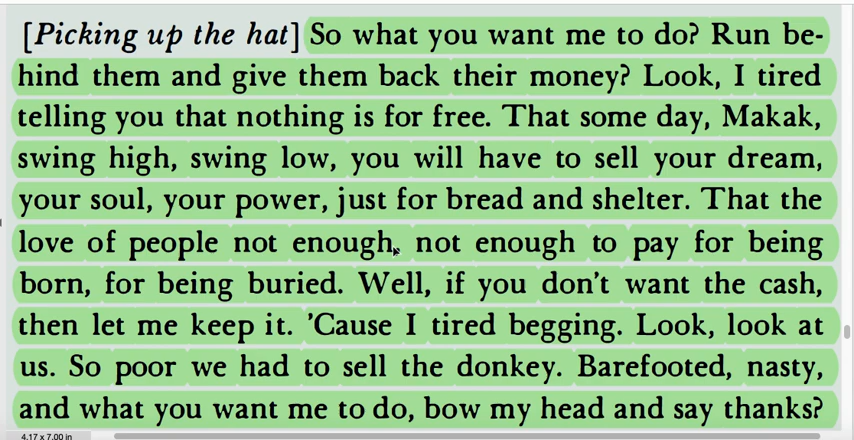 [Picking up the hat] So what you want me to do? Run be-
hind them and give them back their money? Look, I tired
telling you that nothing is for free. That some day, Makak,
swing high, swing low, you will have to sell your dream,
your soul, your power, just for bread and shelter. That the
love of people not enough, not enough to pay for being
born, for being buried. Well, if you don't want the cash,
then let me keep it. 'Cause I tired begging. Look, look at
us. So poor we had to sell the donkey. Barefooted, nasty,
and what you want me to do, bow my head and say thanks?
4.17 x 7.00 in